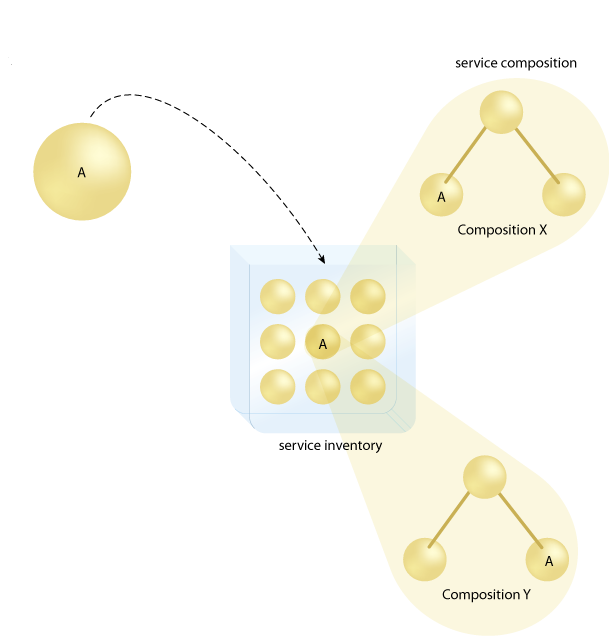 service composition
A
A
Composition X
A
service inventory
A
Composition Y